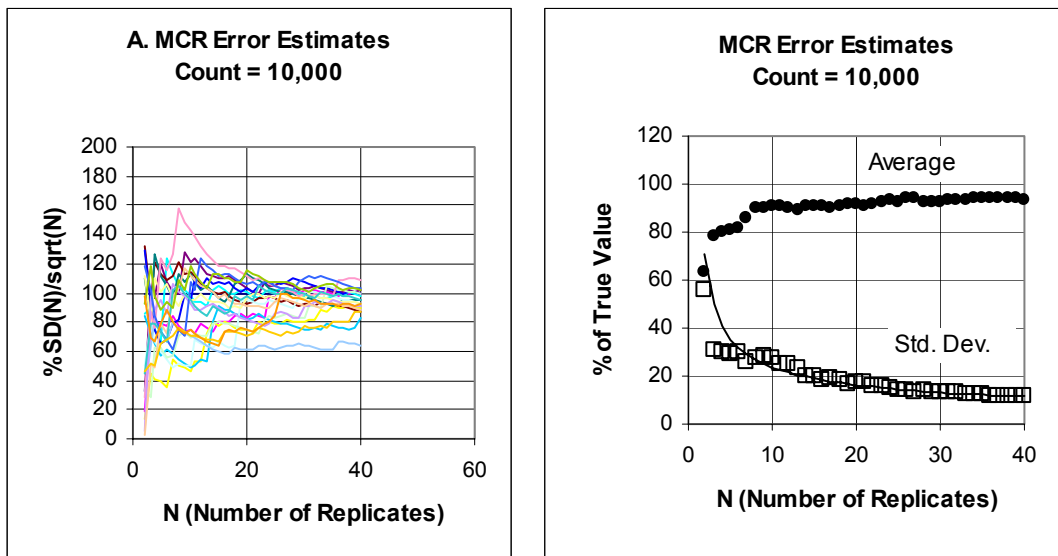 A. MCR Error Estimates
Count = 10,000
200
180
160
140
120
100
80
60
40
20
0
%SD(NN)/sqrt(N)
0 20 40 60
N (Number of Replicates)
MCR Error Estimates
Count = 10,000
120
100
80
60
40
20
0
% of True Value
Average
Std. Dev.
0 10 20 30 40
N (Number of Replicates)